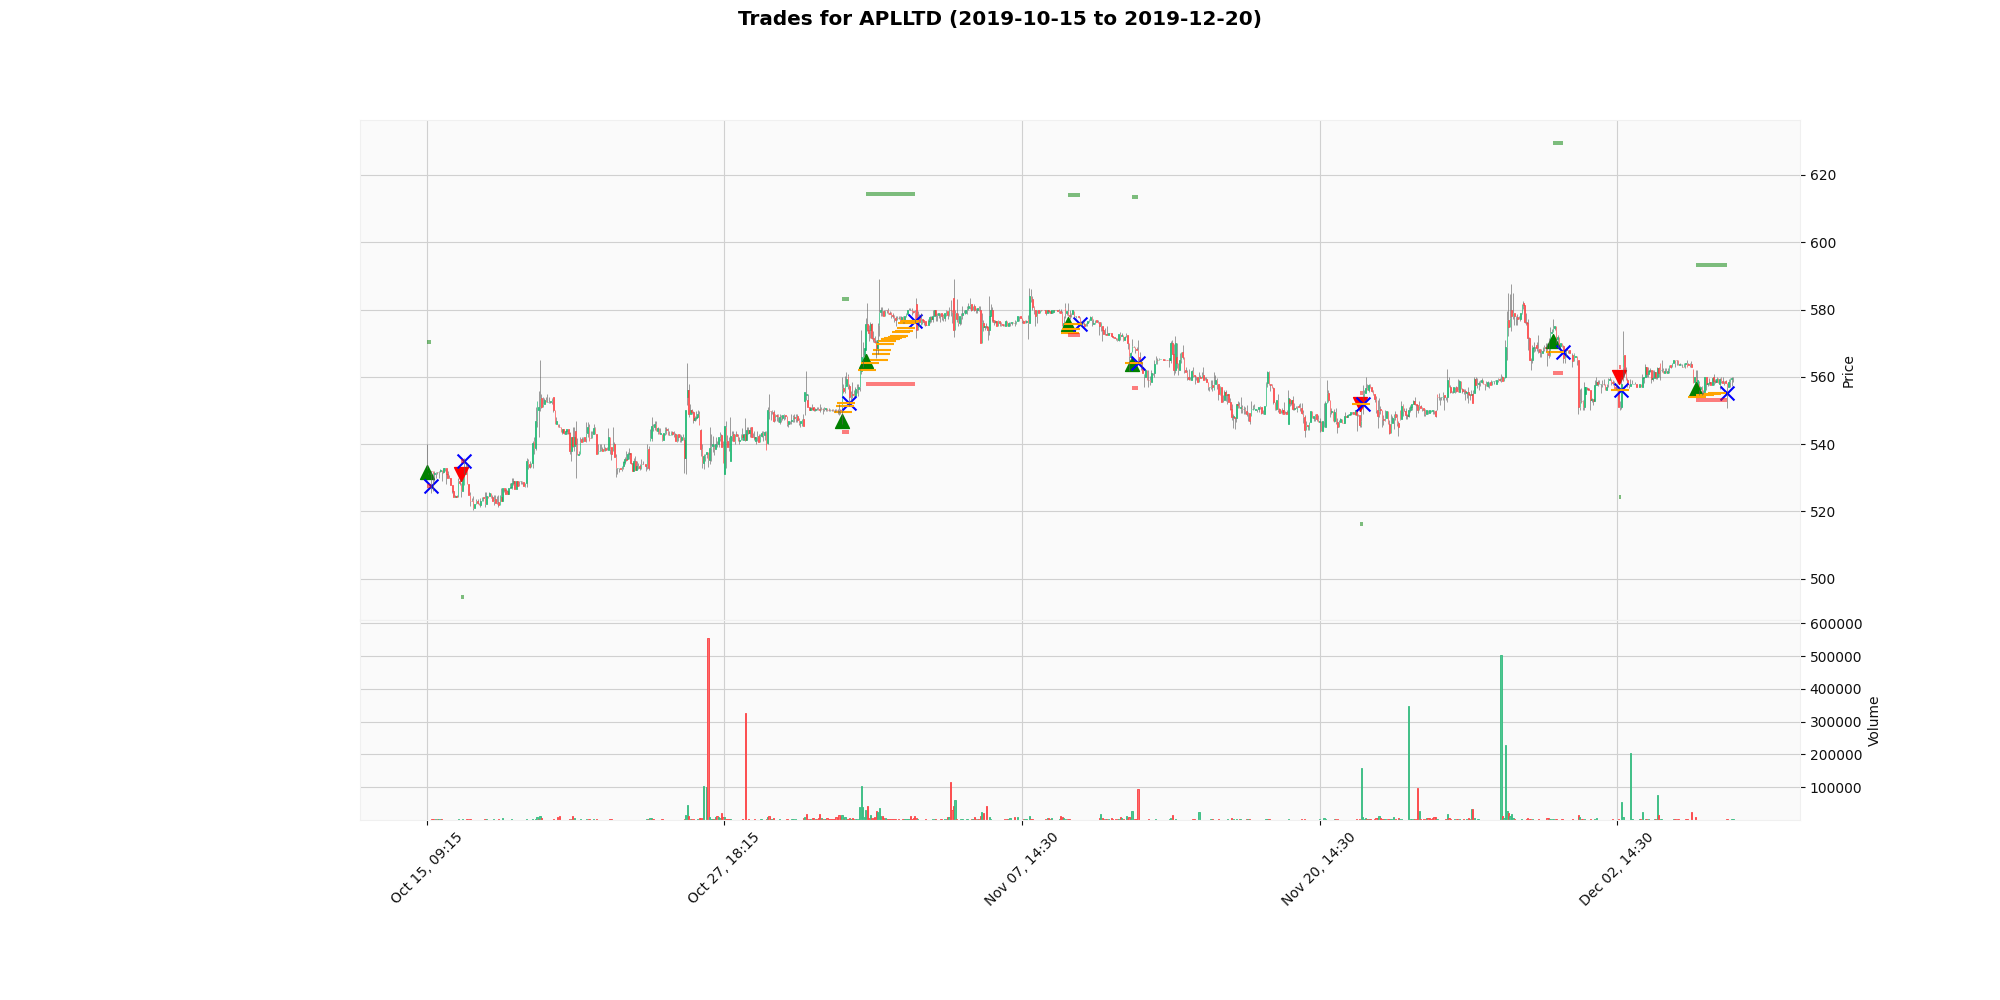 Trades for APLLTD (2019-10-15 to 2019-12-20)
620
600
580
560
540
520
500
Price
600000
500000
400000
300000
200000
100000
Volume
Oct 15, 09:15
Oct 27, 18:15
Nov 07, 14:30
Nov 20, 14:30
Dec 02, 14:30